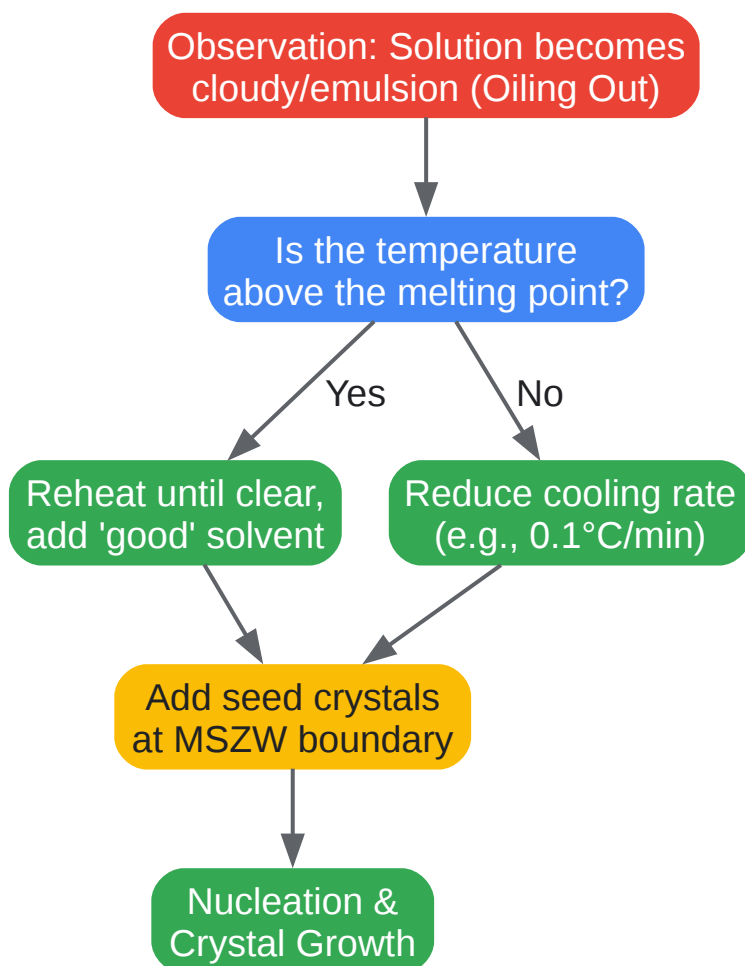 Observation: Solution becomes
cloudy/emulsion (Oiling Out)
Is the temperature
above the melting point?
Yes
No
Reheat until clear,
add 'good' solvent
Reduce cooling rate
(e.g., 0.1°C/min)
Add seed crystals
at MSZW boundary
Nucleation &
Crystal Growth